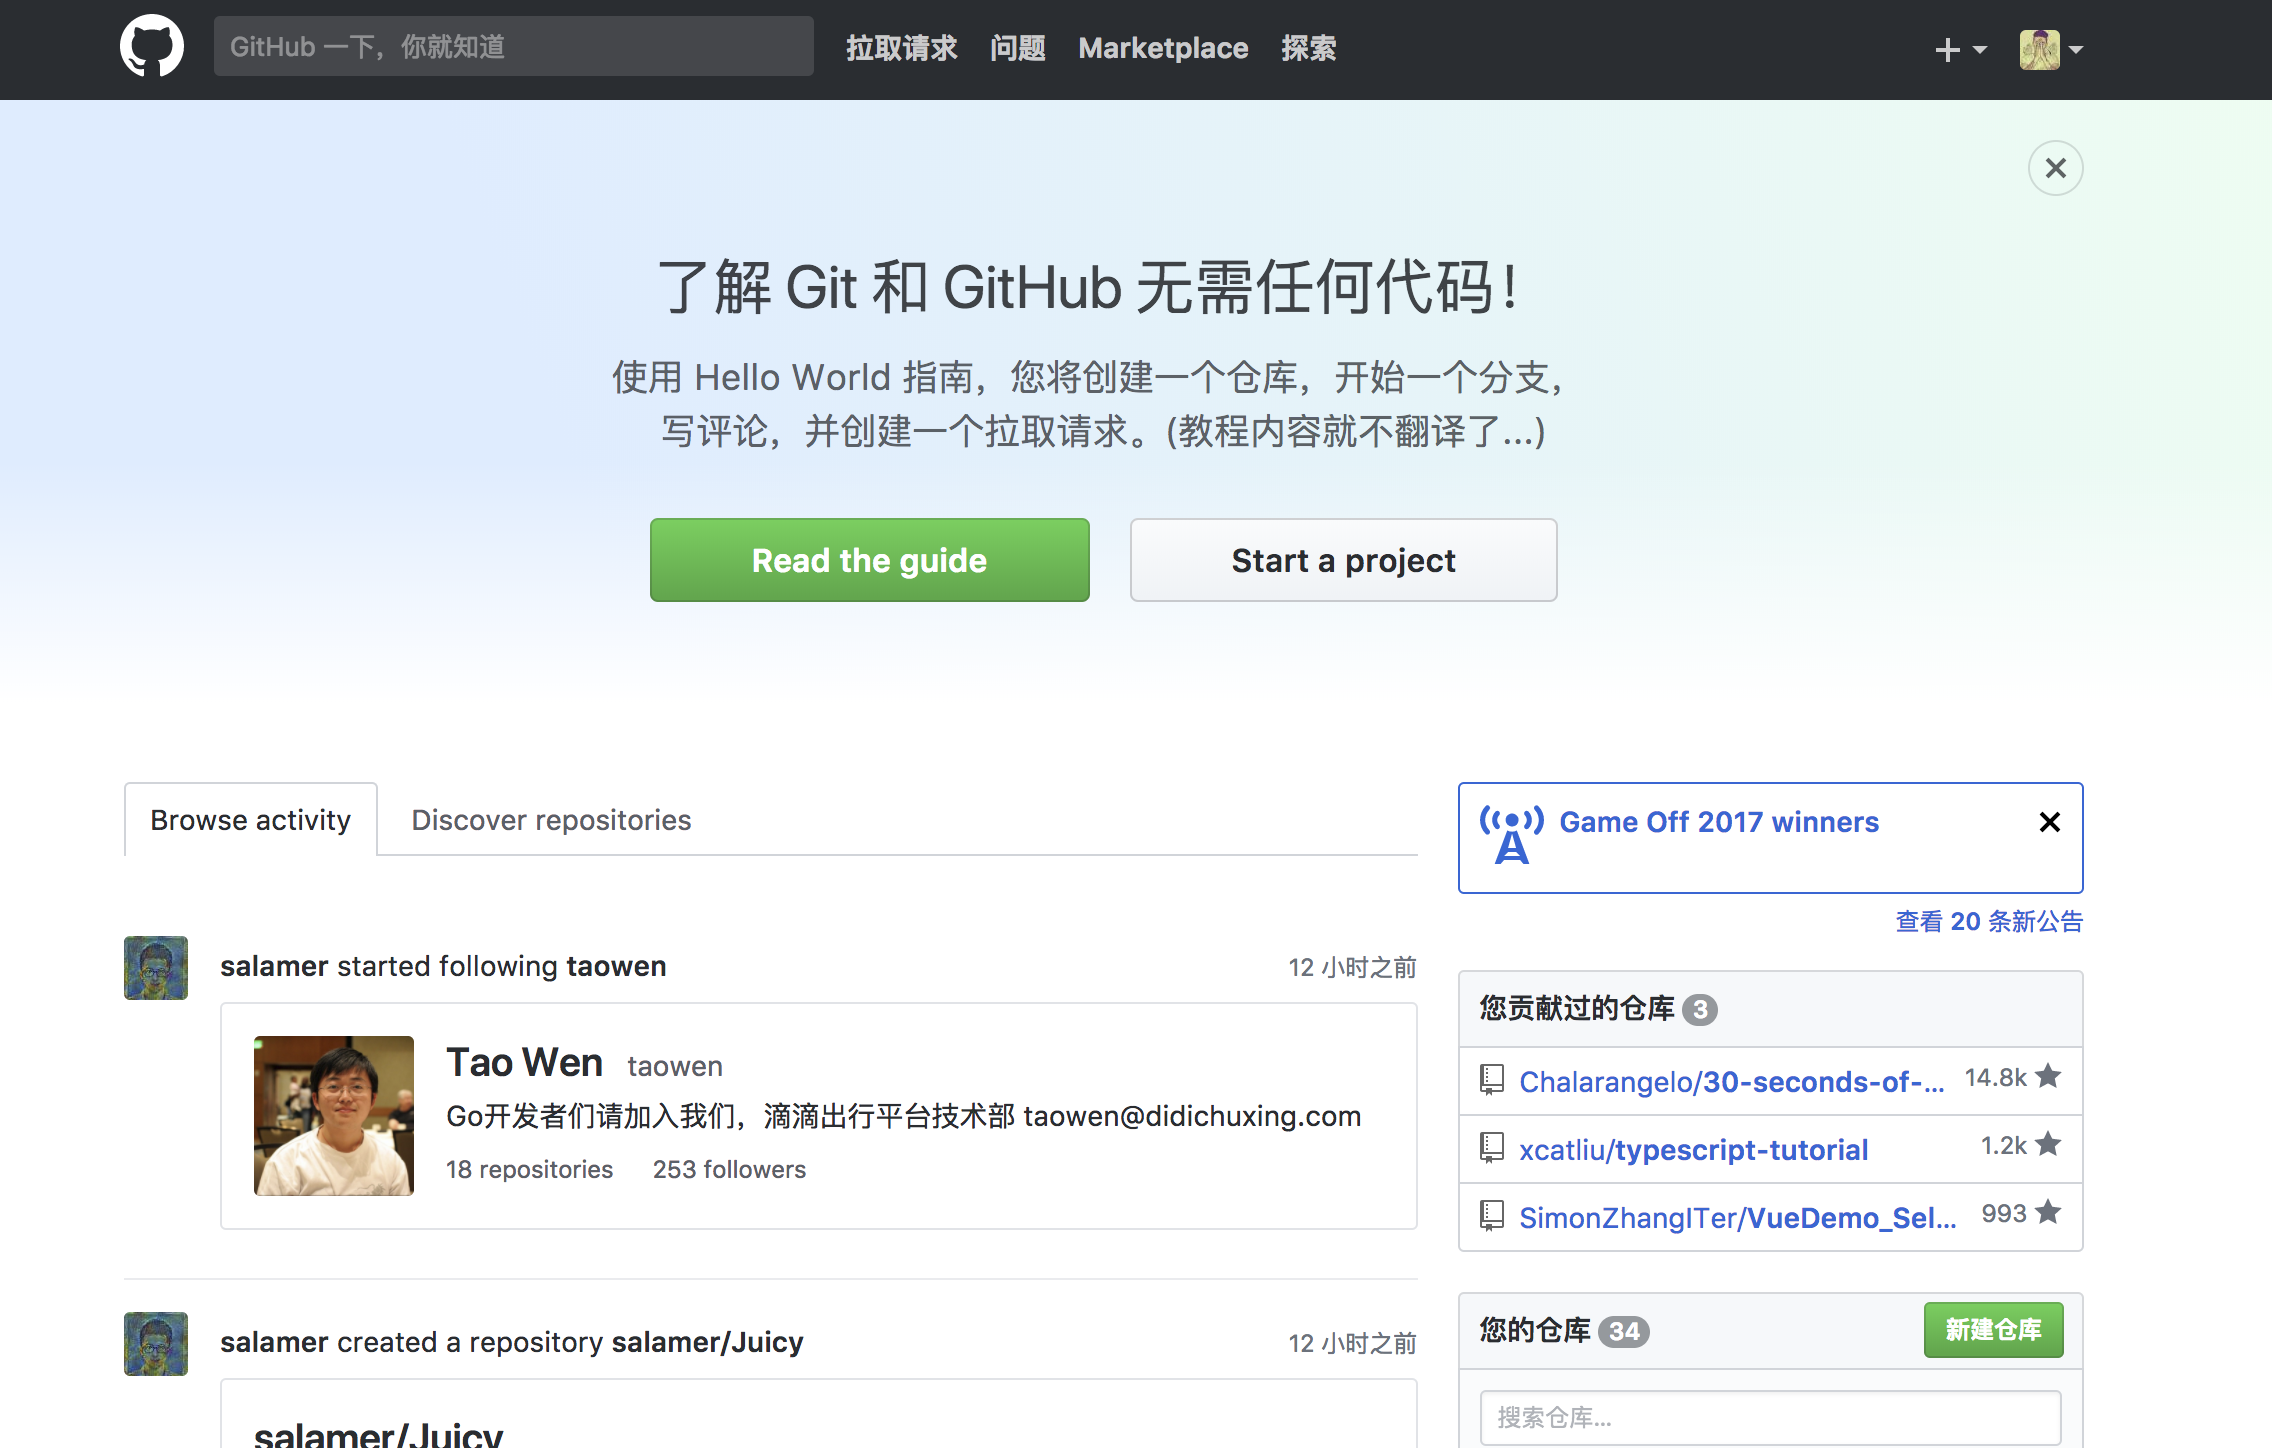 GitHub 一下，你就知道
拉取请求 问题 Marketplace 探索
了解 Git 和 GitHub 无需任何代码！
使用 Hello World 指南，您将创建一个仓库，开始一个分支，
写评论，并创建一个拉取请求。(教程内容就不翻译了...)
Read the guide
Start a project
Browse activity
Discover repositories
salamer started following taowen
12 小时之前
Tao Wen taowen
Go开发者们请加入我们，滴滴出行平台技术部 taowen@didichuxing.com
18 repositories 253 followers
salamer created a repository salamer/Juicy
12 小时之前
salamer/Juicy
Game Off 2017 winners
查看 20 条新公告
您贡献过的仓库 3
Chalarangelo/30-seconds-of-... 14.8k
xcatliu/typescript-tutorial 1.2k
SimonZhangITer/VueDemo_Sel... 993
您的仓库 34
新建仓库
搜索仓库...